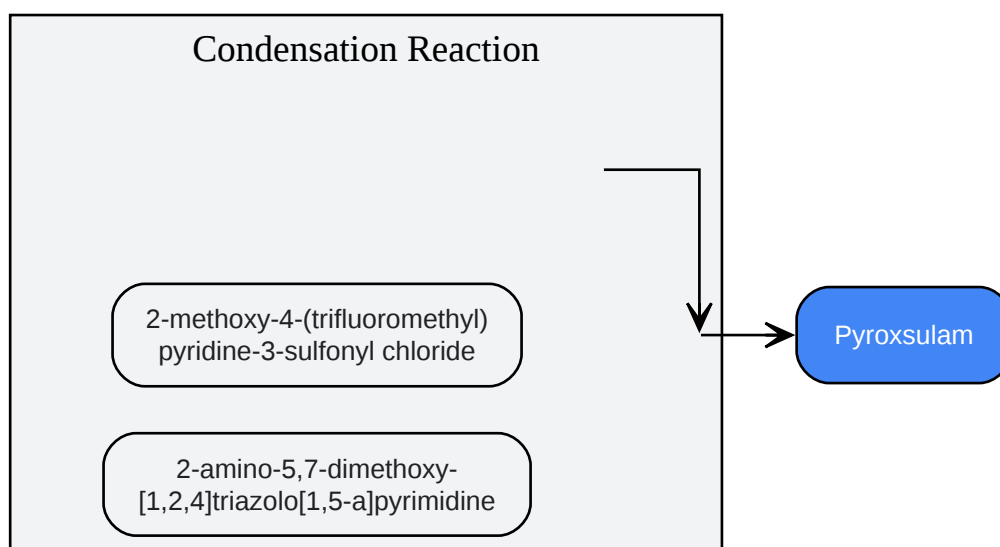 Condensation Reaction
2-methoxy-4-(trifluoromethyl)
pyridine-3-sulfonyl chloride
Pyroxsulam
2-amino-5,7-dimethoxy-
[1,2,4]triazolo[1,5-a]pyrimidine